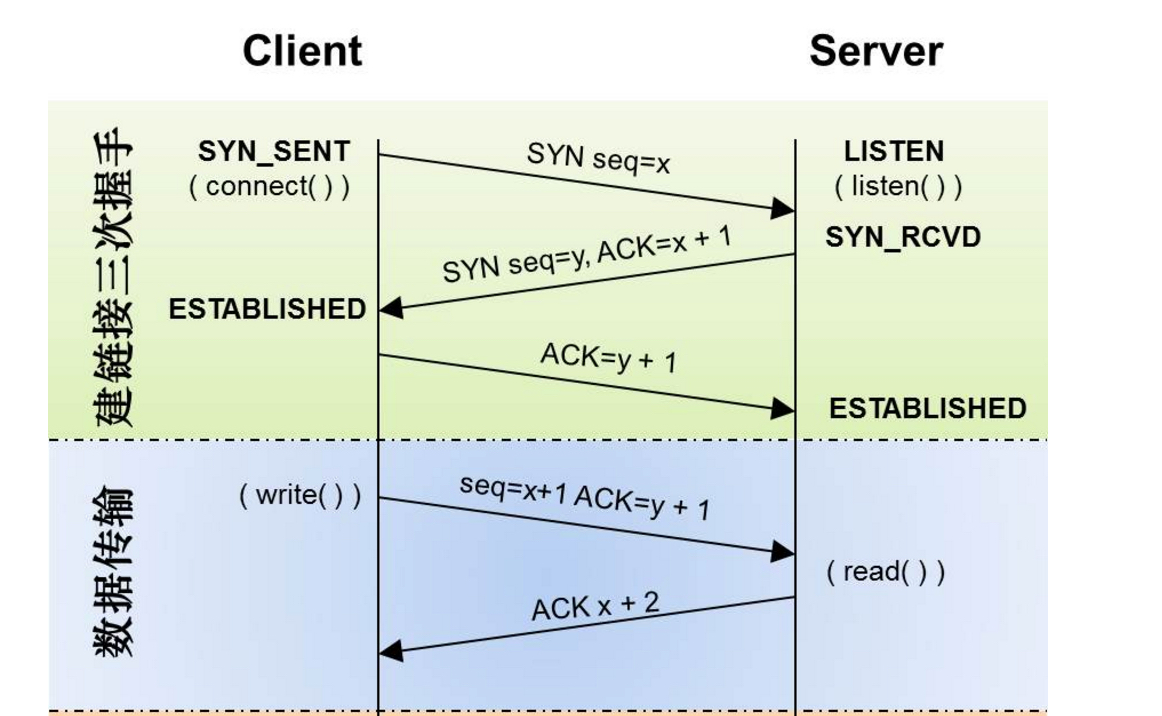 Client
Server
建链接三次握手
SYN_SENT
( connect( ) )
SYN seq=x
LISTEN
( listen( ) )
SYN_RCVD
SYN seq=y, ACK=x + 1
ESTABLISHED
ACK=y + 1
ESTABLISHED
数据传输
( write( ) )
seq=x+1 ACK=y + 1
( read( ) )
ACK x + 2